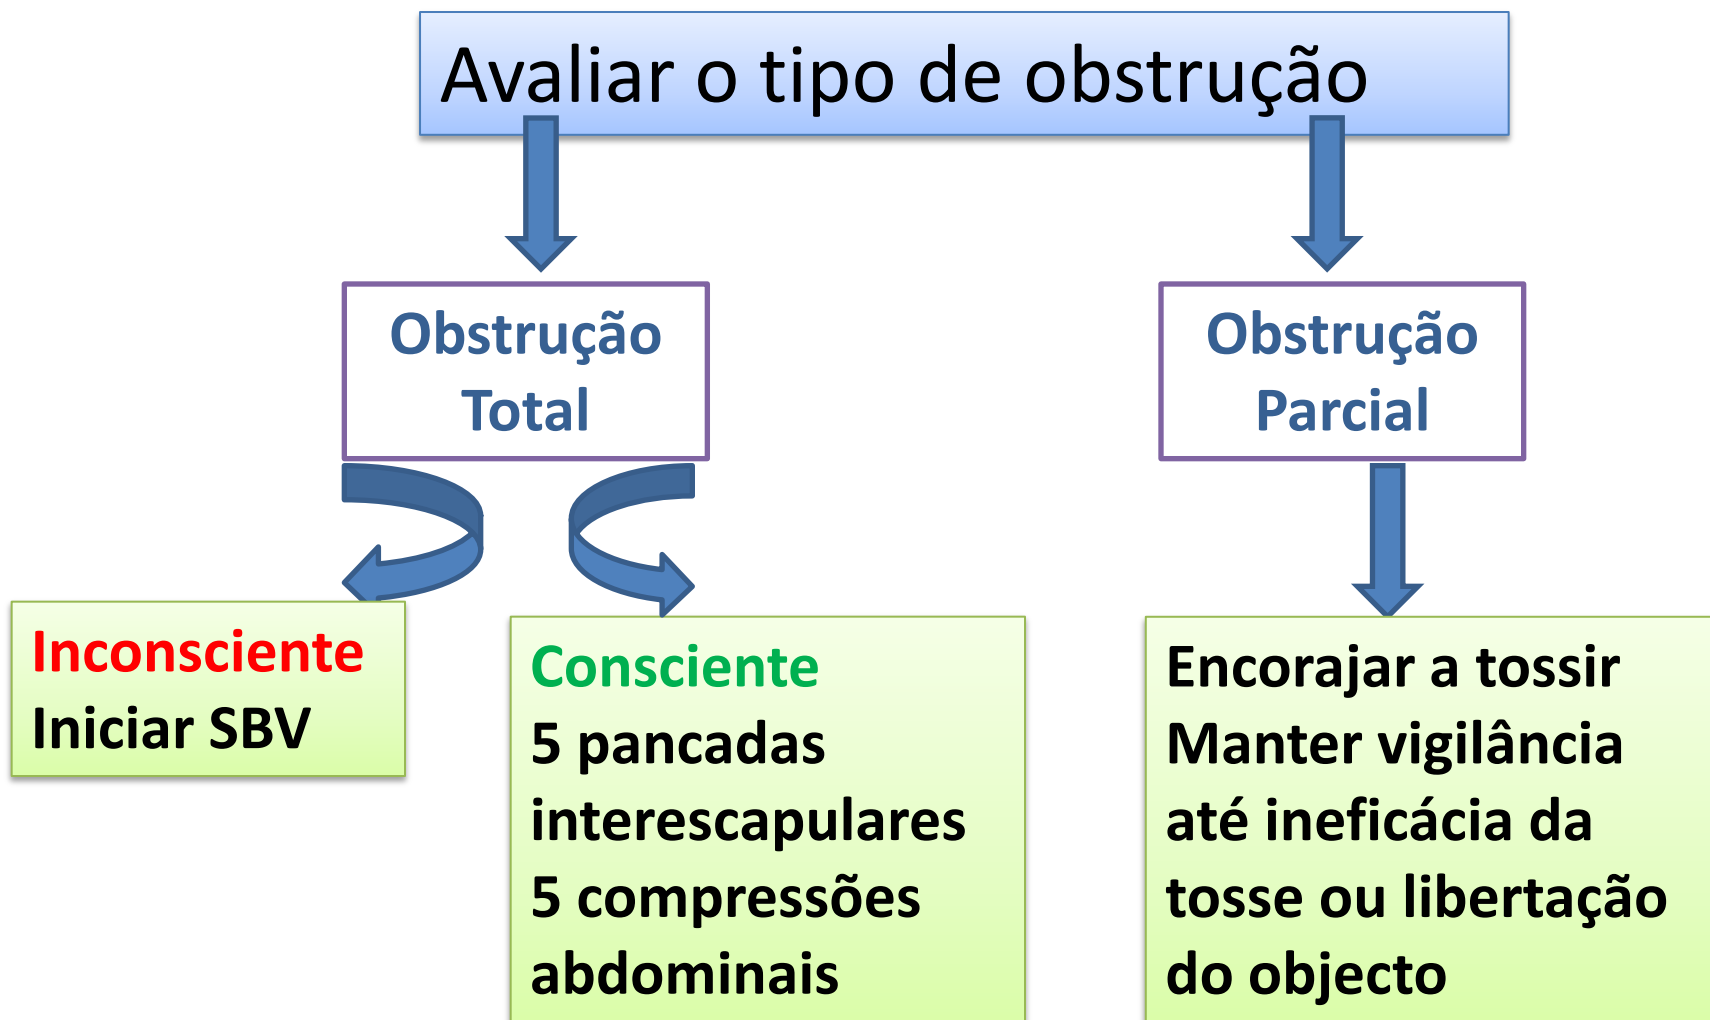 Avaliar o tipo de obstrução
Obstrução
Total
Obstrução
Parcial
Inconsciente
Iniciar SBV
Consciente
5 pancadas
interescapulares
5 compressões
abdominais
Encorajar a tossir
Manter vigilância
até ineficácia da
tosse ou libertação
do objecto